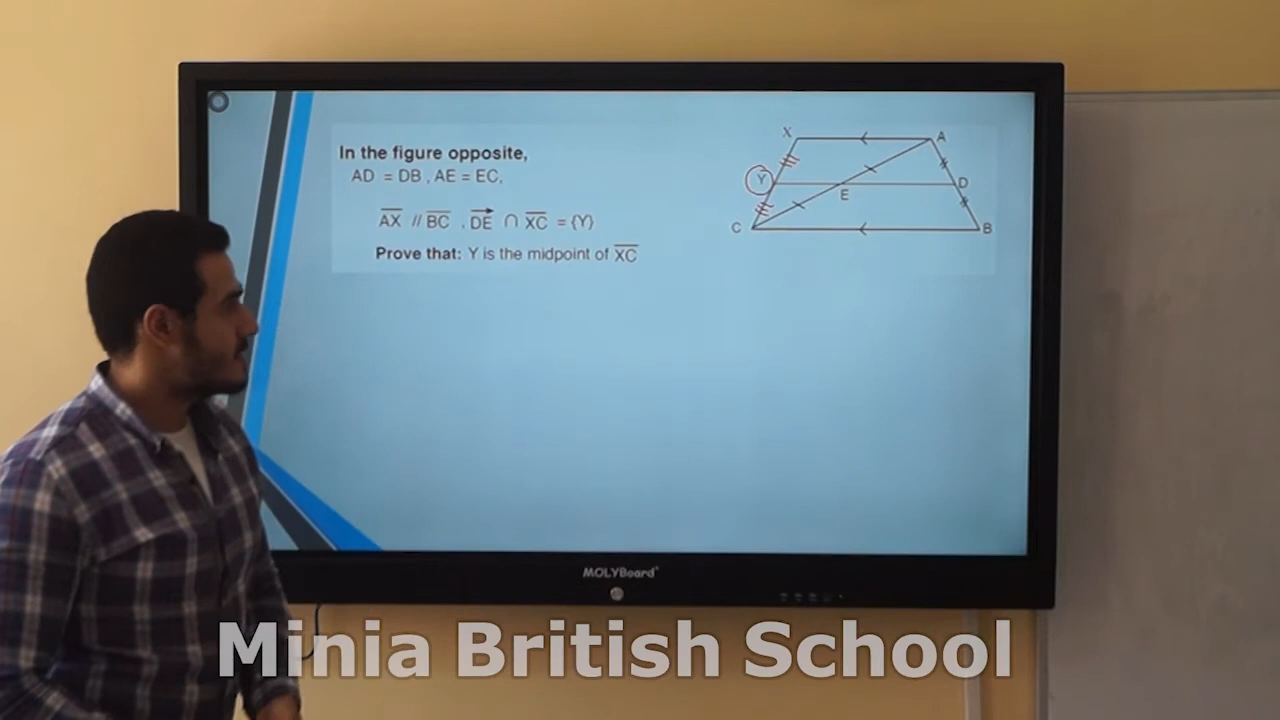 In the figure opposite,
AD = DB , AE = EC,
AX // BC , DE ∩ XC = {Y}
Prove that: Y is the midpoint of XC
X
A
Y
E
D
C
B
MOLYBoard
Minia British School